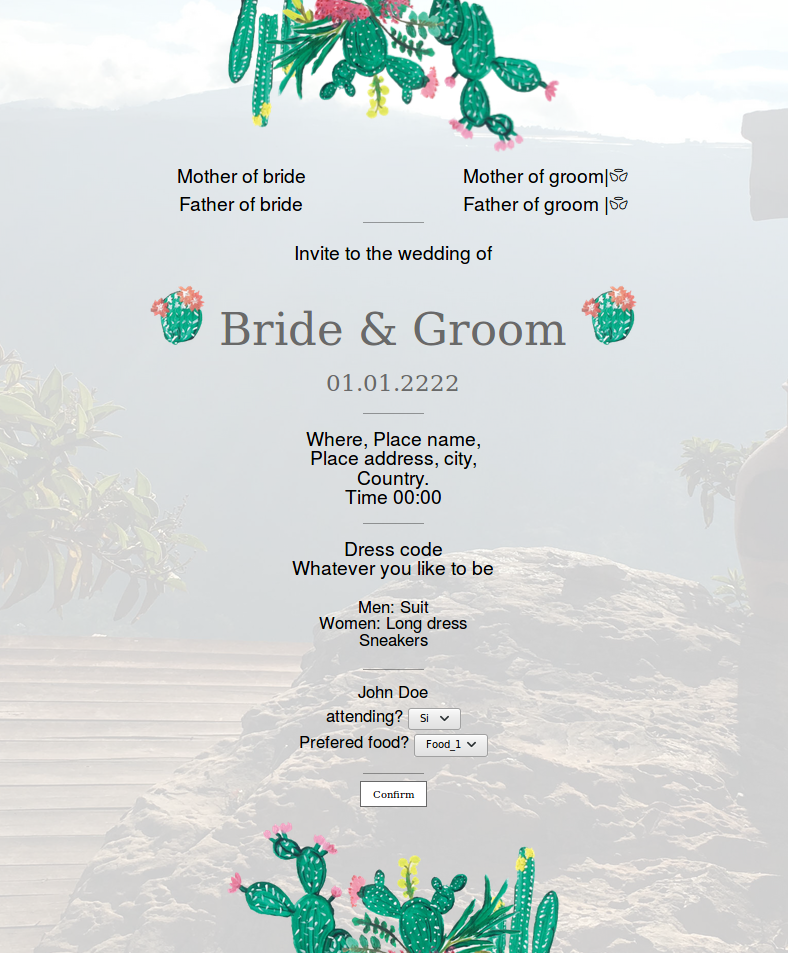 Mother of bride
Mother of groom|
Father of bride
Father of groom |
Invite to the wedding of
Bride & Groom
01.01.2222
Where, Place name,
Place address, city,
Country.
Time 00:00
Dress code
Whatever you like to be
Men: Suit
Women: Long dress
Sneakers
John Doe
attending? Si
Prefered food? Food_1
Confirm